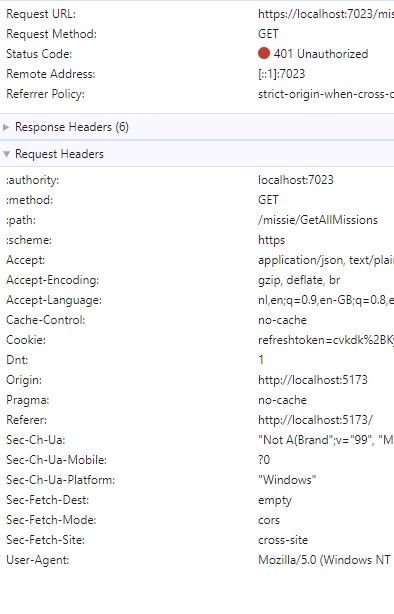 Request URL: https://localhost:7023/mis
Request Method: GET
Status Code: 401 Unauthorized
Remote Address: [::1]:7023
Referrer Policy: strict-origin-when-cross-o
Response Headers (6)
Request Headers
:authority: localhost:7023
:method: GET
:path: /missie/GetAllMissions
:scheme: https
Accept: application/json, text/plai
Accept-Encoding: gzip, deflate, br
Accept-Language: nl,en;q=0.9,en-GB;q=0.8,e
Cache-Control: no-cache
Cookie: refreshtoken=cvkdk%2BK
Dnt: 1
Origin: http://localhost:5173
Pragma: no-cache
Referer: http://localhost:5173/
Sec-Ch-Ua: "Not A(Brand";v="99", "M
Sec-Ch-Ua-Mobile: ?0
Sec-Ch-Ua-Platform: "Windows"
Sec-Fetch-Dest: empty
Sec-Fetch-Mode: cors
Sec-Fetch-Site: cross-site
User-Agent: Mozilla/5.0 (Windows NT